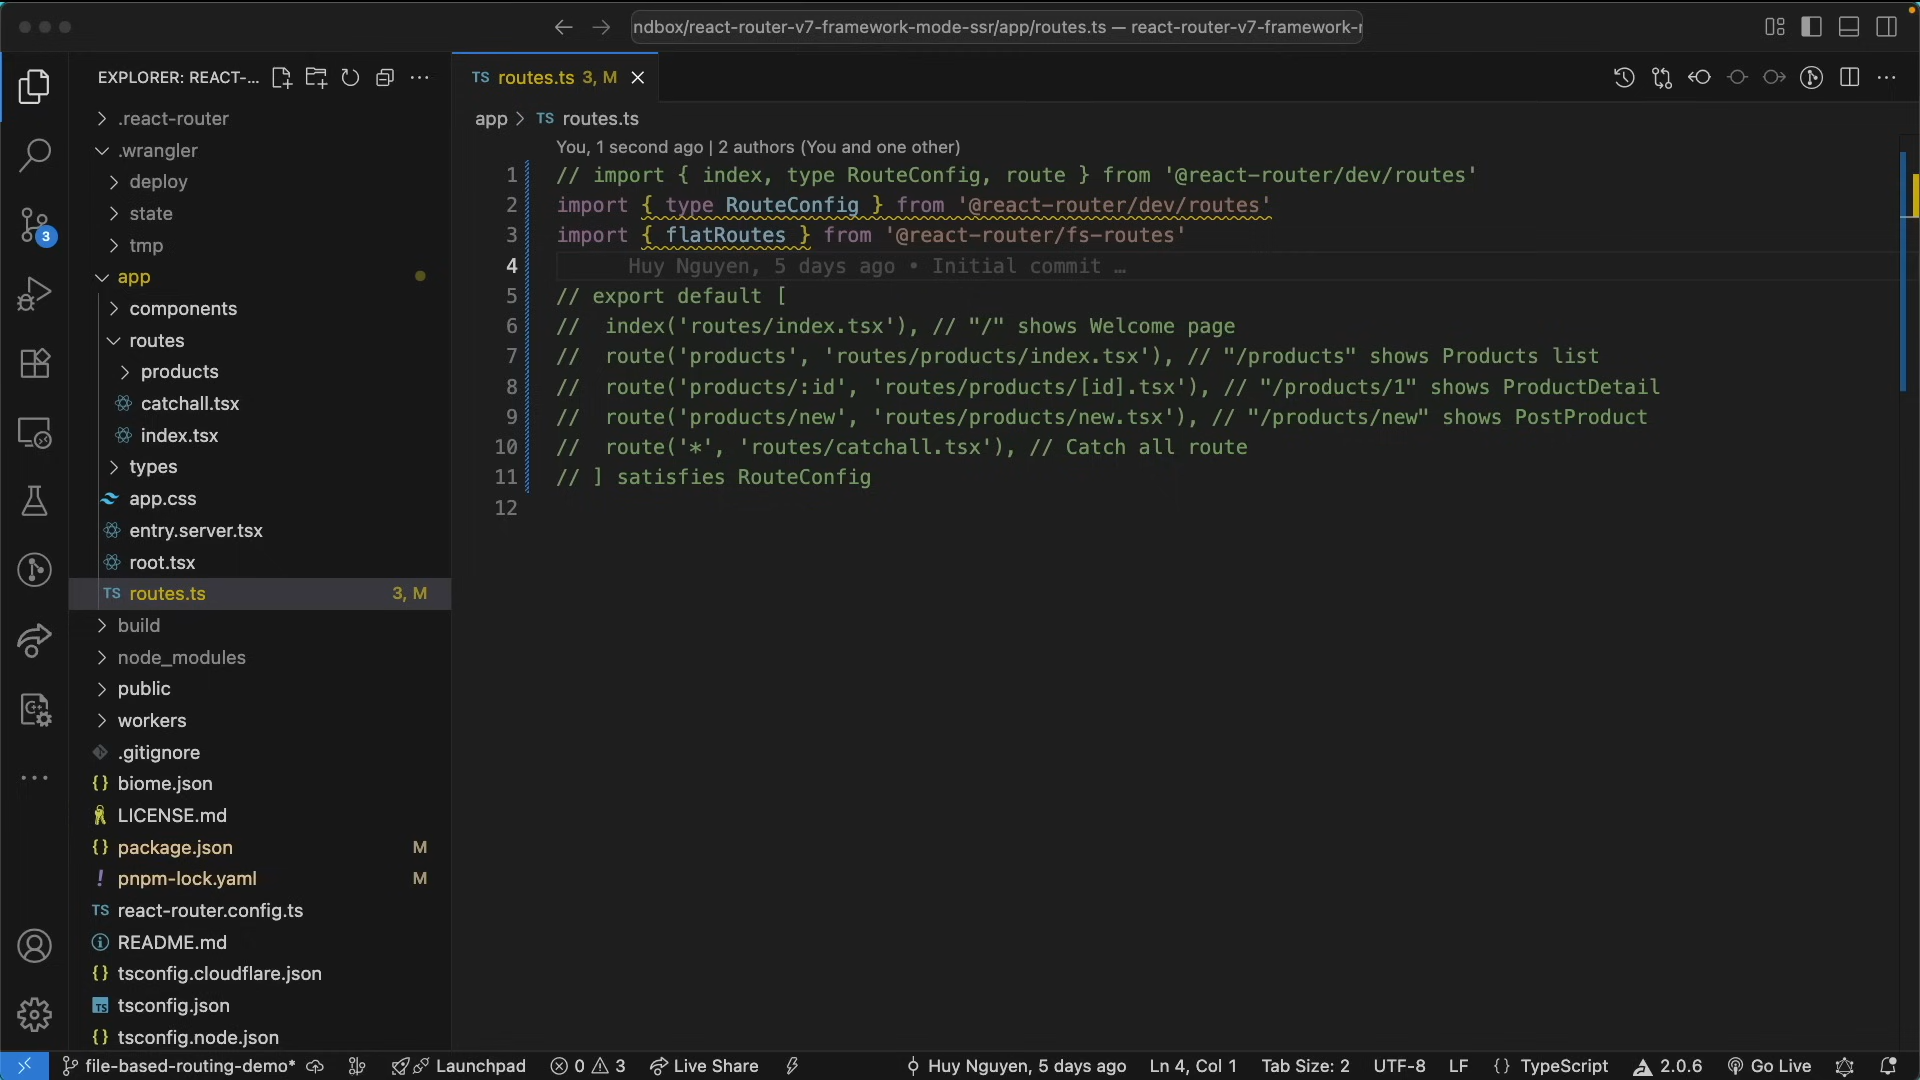 ndbox/react-router-v7-framework-mode-ssr/app/routes.ts — react-router-v7-framework-r
EXPLORER: REACT-...
TS routes.ts 3, M
.react-router
.wrangler
deploy
state
tmp
app
components
routes
products
catchall.tsx
index.tsx
types
app.css
entry.server.tsx
root.tsx
TS routes.ts 3, M
build
node_modules
public
workers
.gitignore
{} biome.json
LICENSE.md
{} package.json M
! pnpm-lock.yaml M
TS react-router.config.ts
README.md
{} tsconfig.cloudflare.json
TS tsconfig.json
{} tsconfig.node.json
3
app > TS routes.ts
You, 1 second ago | 2 authors (You and one other)
1 // import { index, type RouteConfig, route } from '@react-router/dev/routes'
2 import { type RouteConfig } from '@react-router/dev/routes'
3 import { flatRoutes } from '@react-router/fs-routes'
4 Huy Nguyen, 5 days ago • Initial commit …
5 // export default [
6 //  index('routes/index.tsx'), // "/" shows Welcome page
7 //  route('products', 'routes/products/index.tsx'), // "/products" shows Products list
8 //  route('products/:id', 'routes/products/[id].tsx'), // "/products/1" shows ProductDetail
9 //  route('products/new', 'routes/products/new.tsx'), // "/products/new" shows PostProduct
10 //  route('*', 'routes/catchall.tsx'), // Catch all route
11 // ] satisfies RouteConfig
12
file-based-routing-demo* Launchpad 0 3 Live Share Huy Nguyen, 5 days ago Ln 4, Col 1 Tab Size: 2 UTF-8 LF {} TypeScript 2.0.6 Go Live